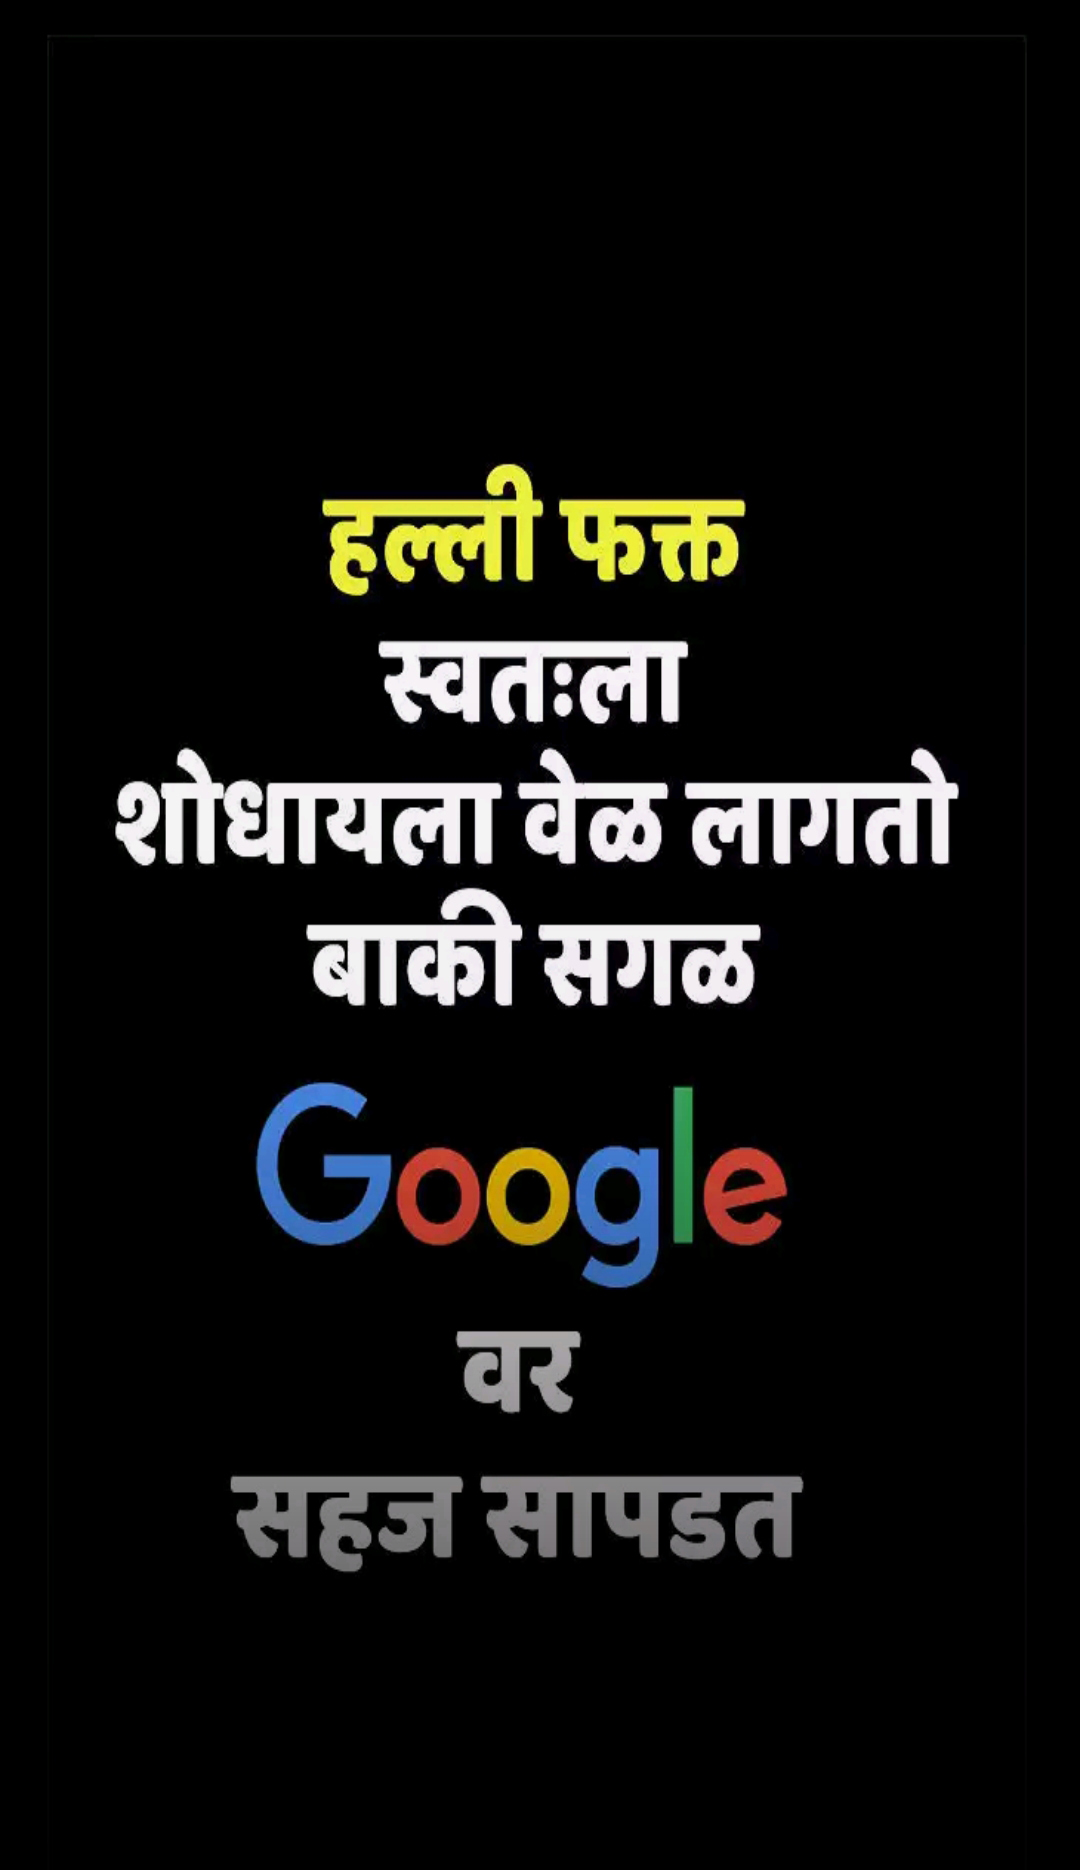 हल्ली फक्त
स्वतःला
शोधायला वेळ लागतो
बाकी सगळ
Google
वर
सहज सापडत